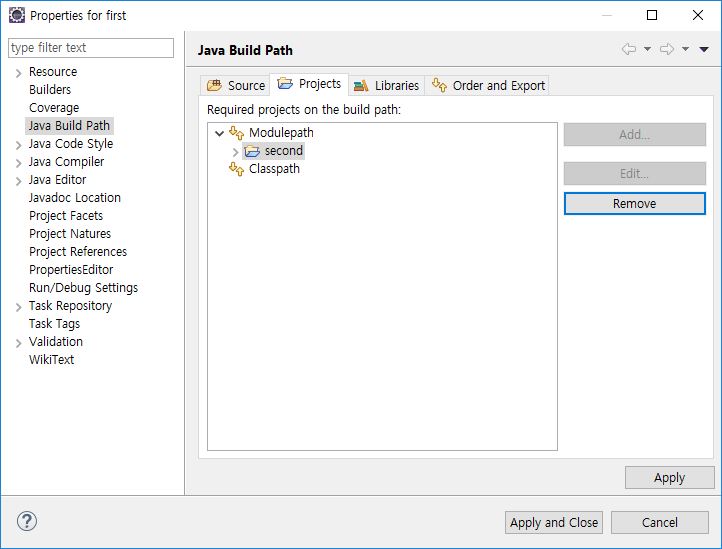 Properties for first
type filter text
Resource
Builders
Coverage
Java Build Path
Java Code Style
Java Compiler
Java Editor
Javadoc Location
Project Facets
Project Natures
Project References
PropertiesEditor
Run/Debug Settings
Task Repository
Task Tags
Validation
WikiText
Java Build Path
Source Projects Libraries Order and Export
Required projects on the build path:
Modulepath
second
Classpath
Add...
Edit...
Remove
Apply
? Apply and Close Cancel